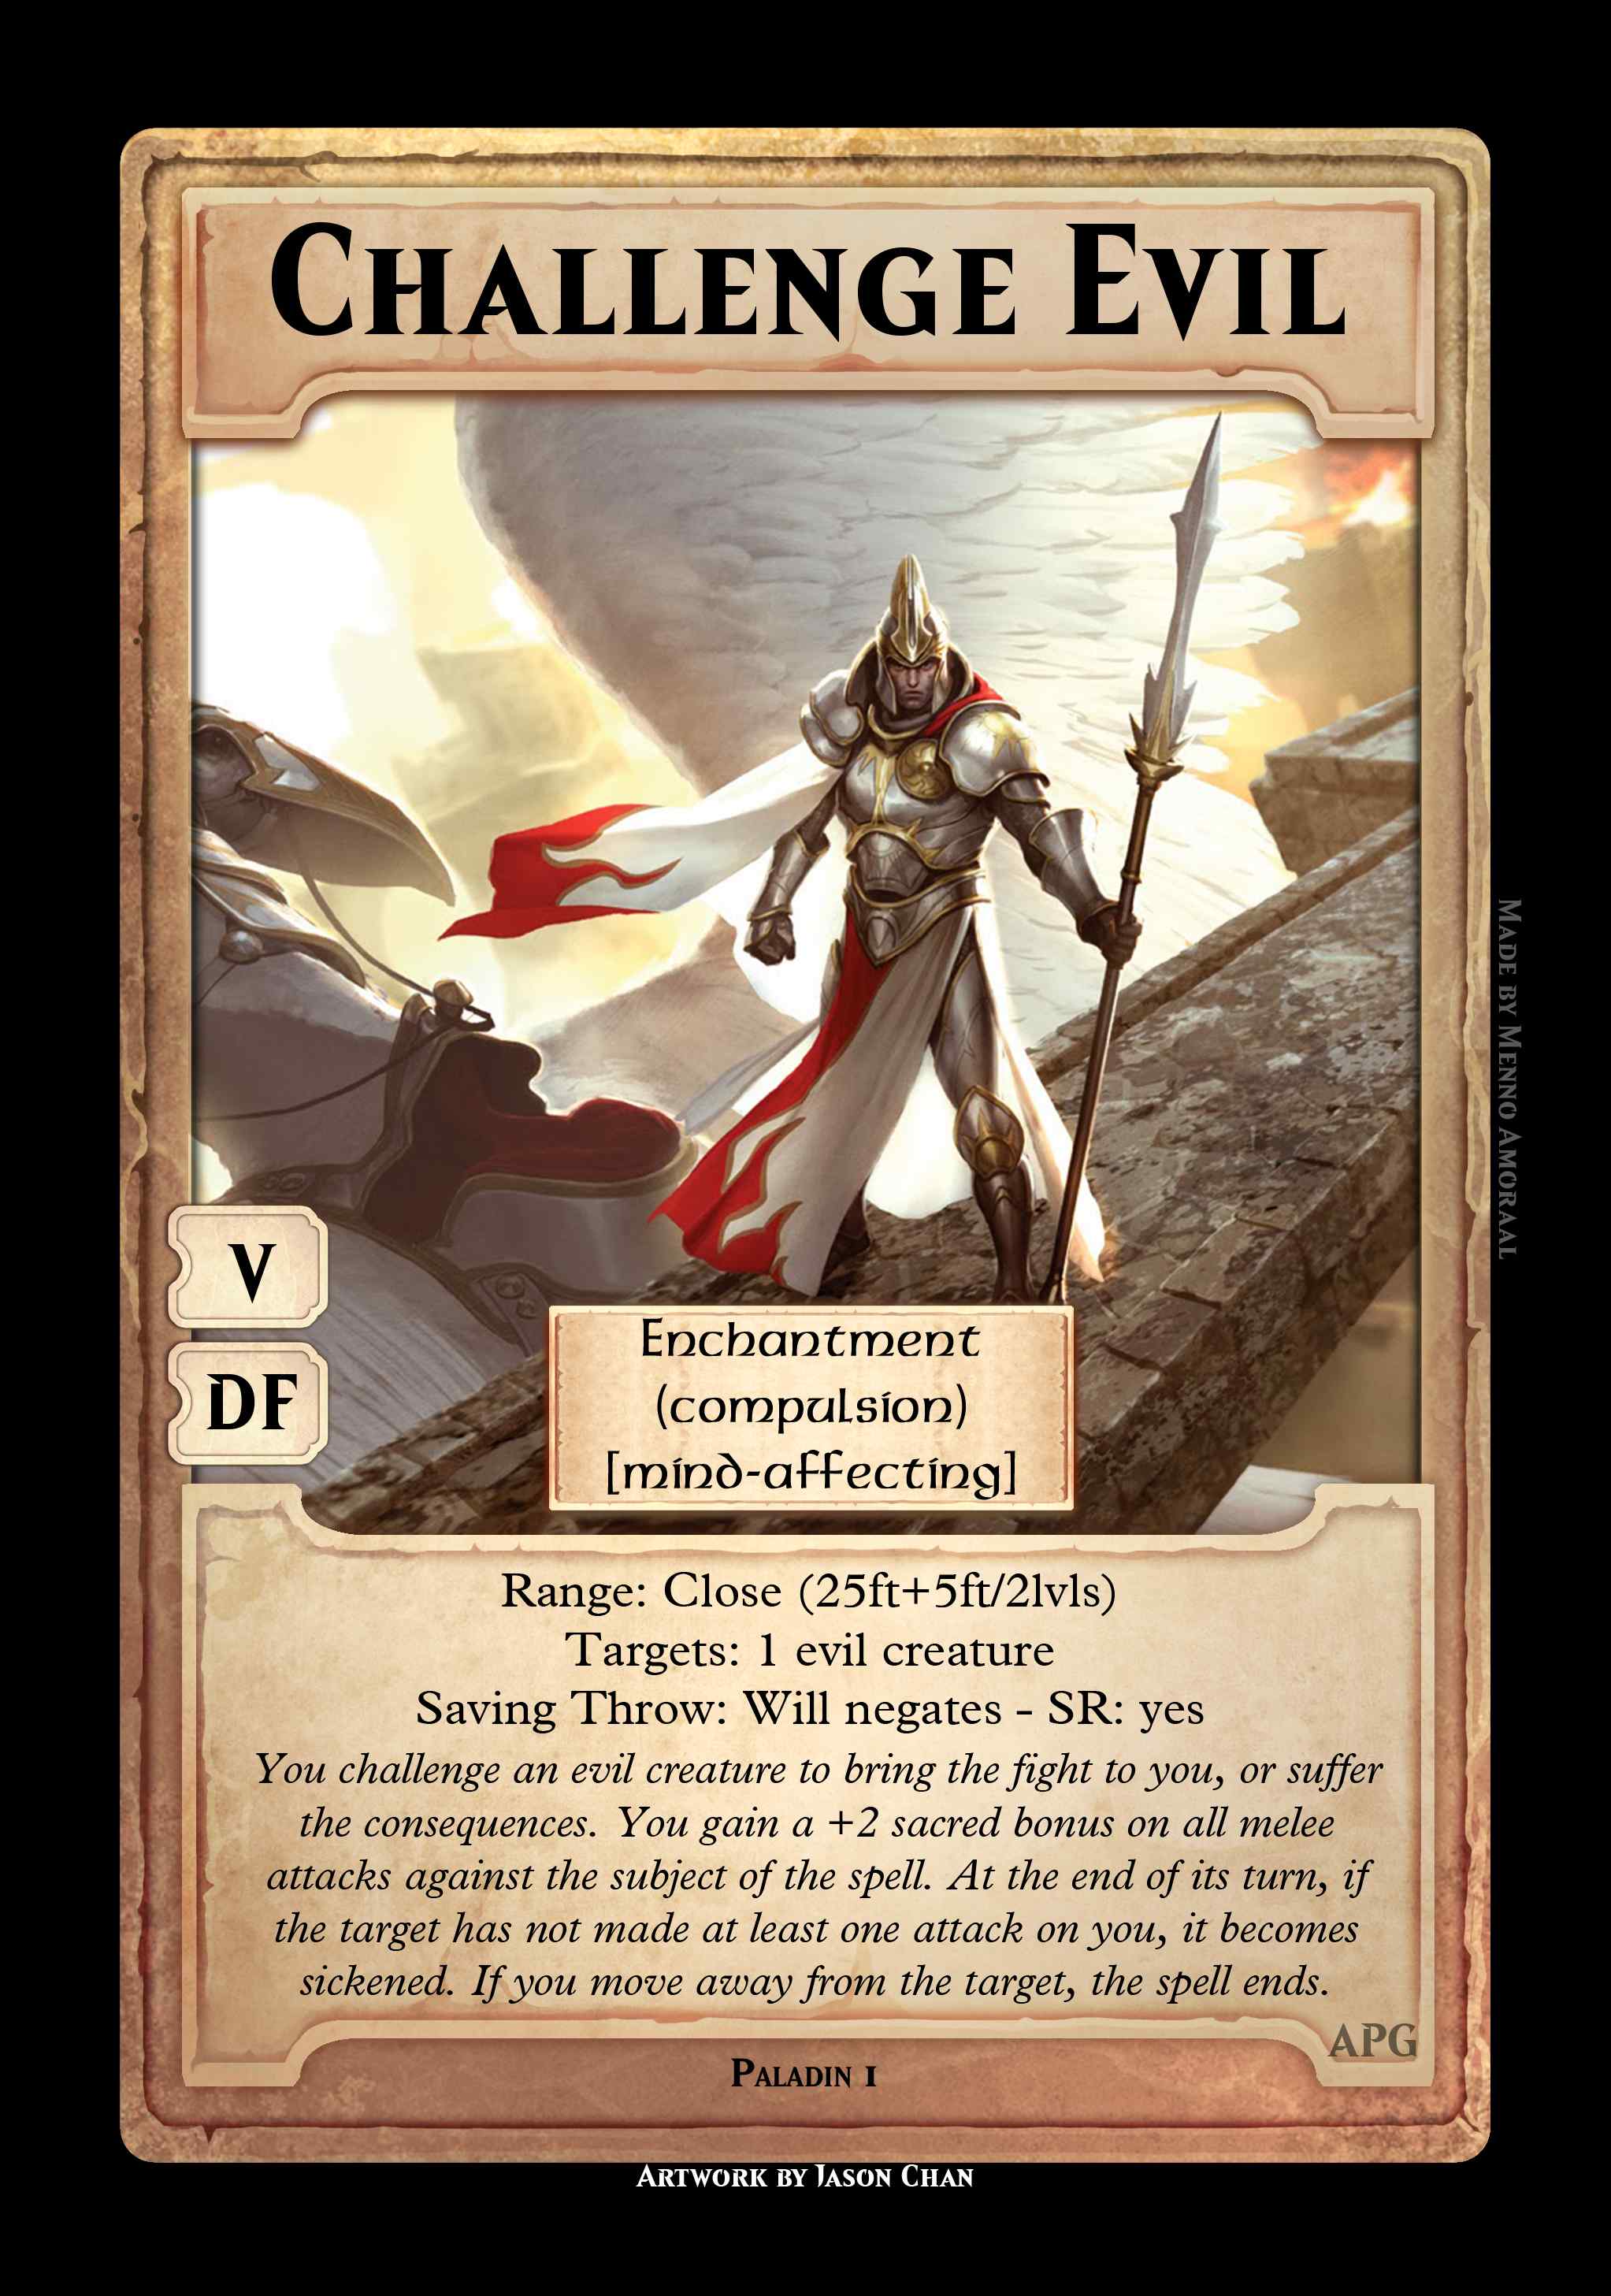 Challenge Evil
V
DF
Enchantment
(compulsion)
[mind-affecting]
Range: Close (25ft+5ft/2lvls)
Targets: 1 evil creature
Saving Throw: Will negates - SR: yes
You challenge an evil creature to bring the fight to you, or suffer
the consequences. You gain a +2 sacred bonus on all melee
attacks against the subject of the spell. At the end of its turn, if
the target has not made at least one attack on you, it becomes
sickened. If you move away from the target, the spell ends.
APG
Paladin 1
Artwork by Jason Chan
Made by Menno Amoraal